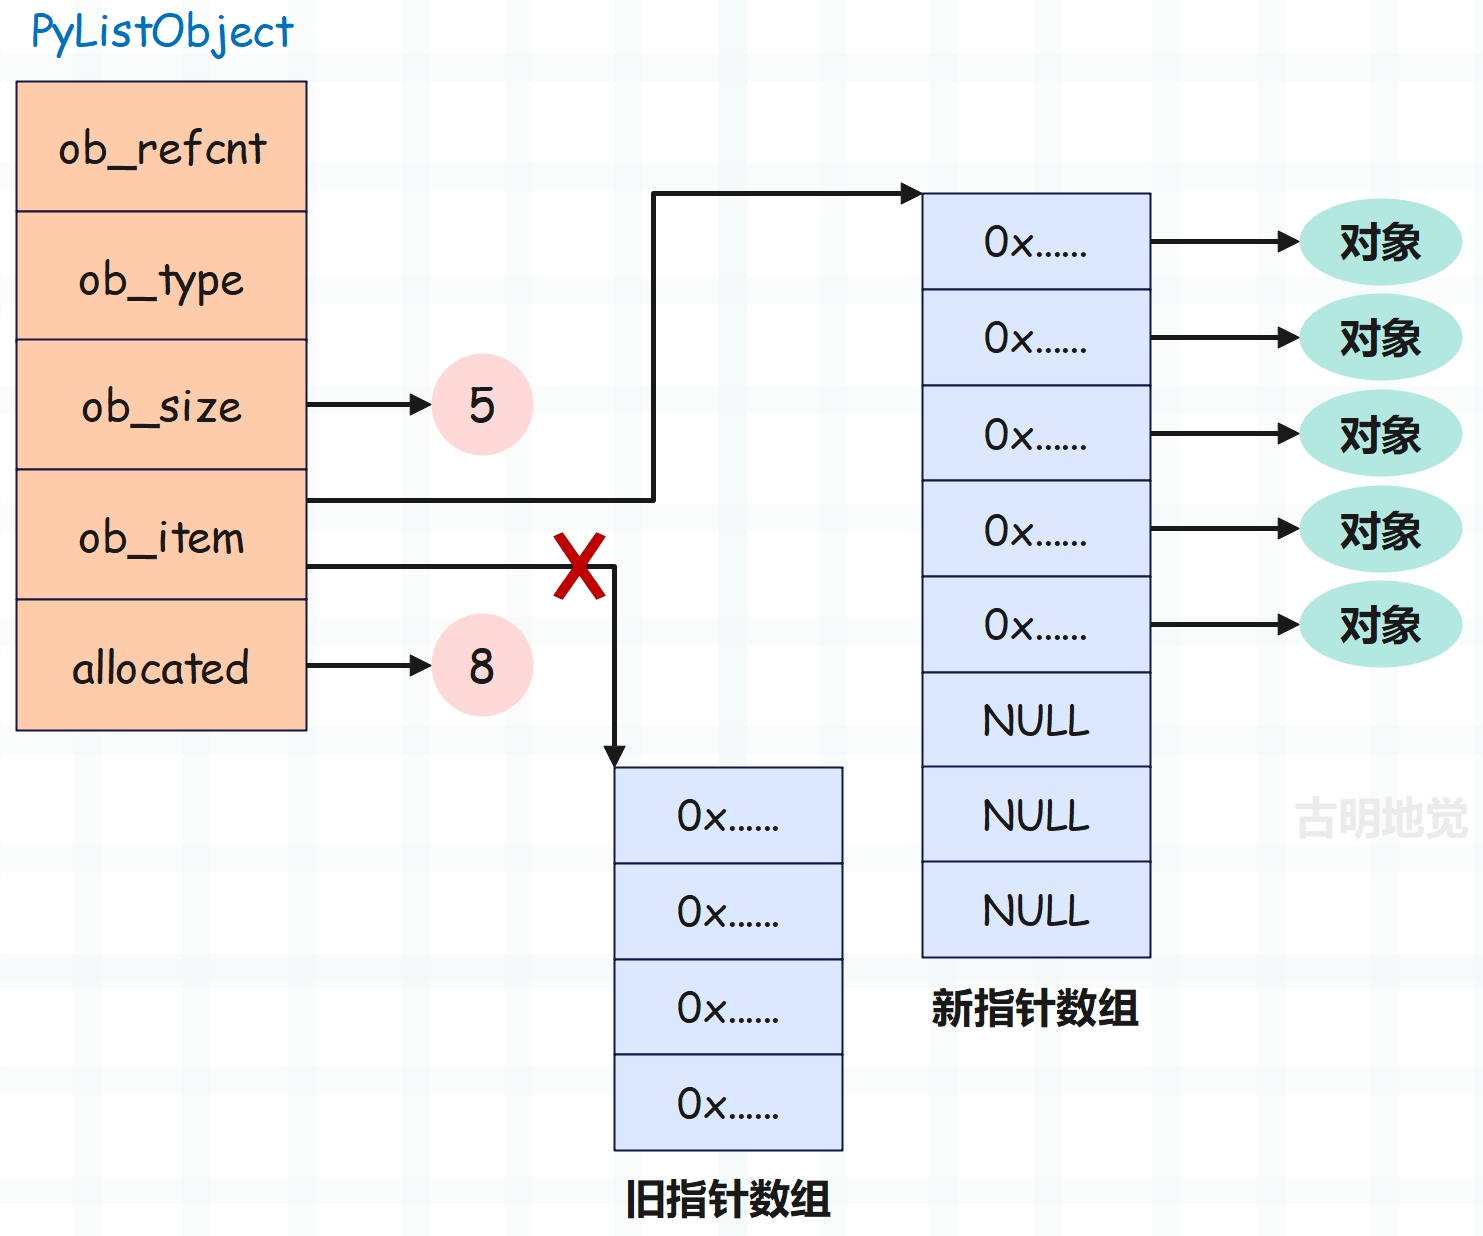 PyListObject
ob_refcnt
ob_type
ob_size
5
ob_item
allocated
8
0x......
对象
0x......
对象
0x......
对象
0x......
对象
0x......
对象
NULL
NULL
NULL
新指针数组
0x......
0x......
0x......
0x......
旧指针数组
古明地觉